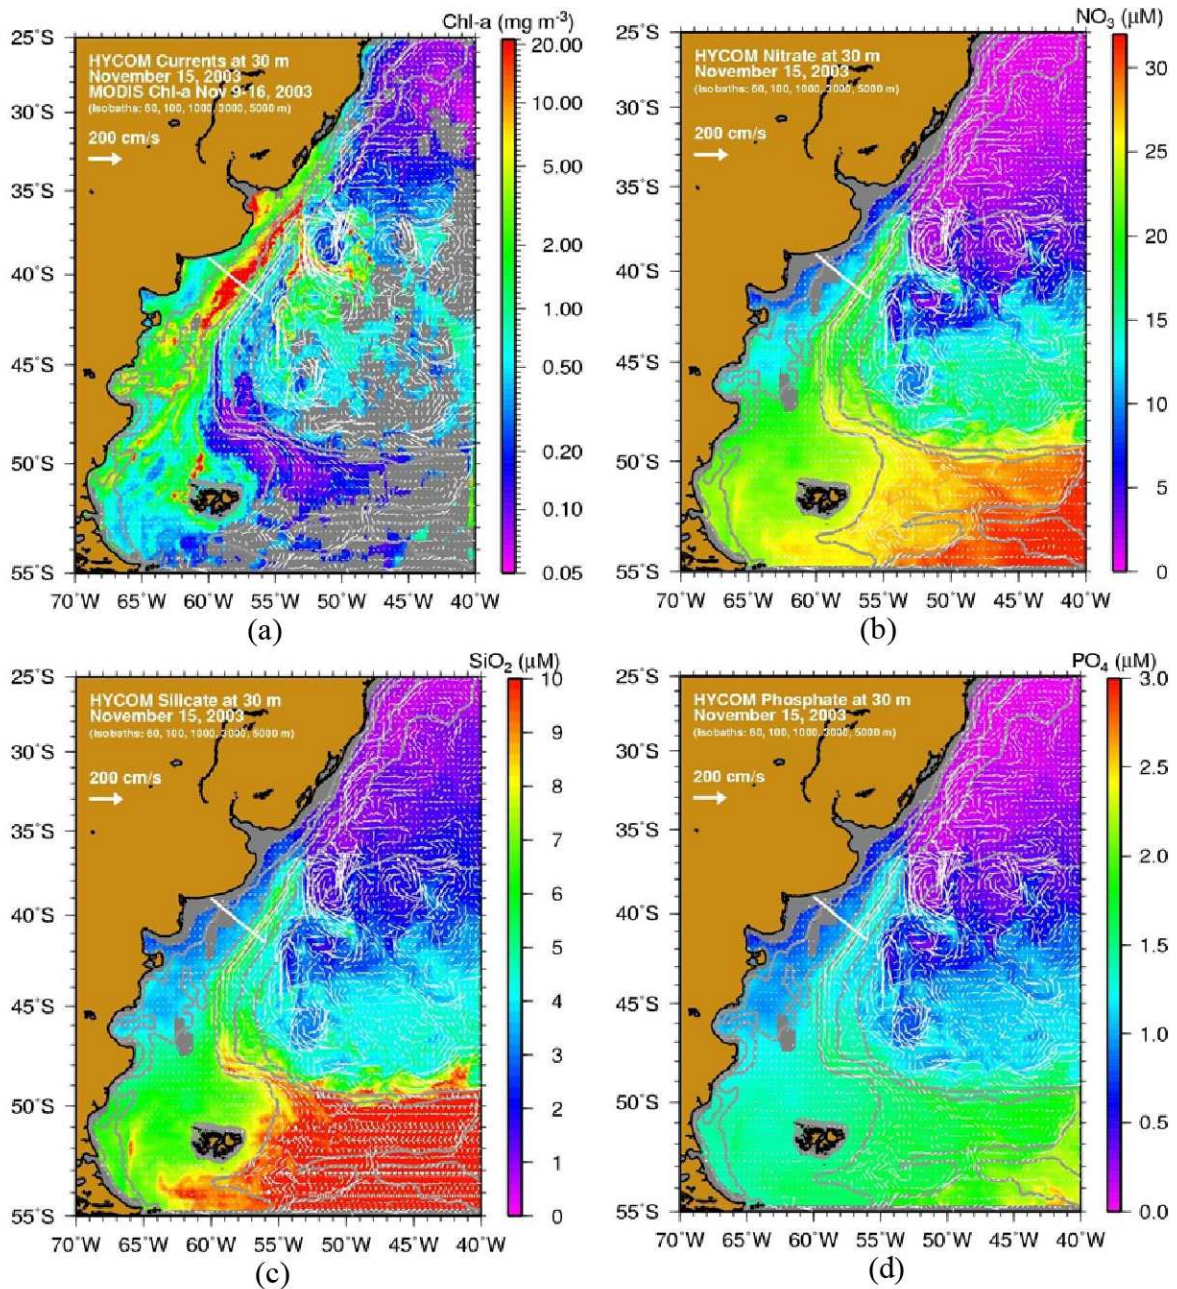 Chl-a (mg m⁻³)
HYCOM Currents at 30 m
November 15, 2003
MODIS Chl-a Nov 9-16, 2003
(Isobaths: 60, 100, 1000, 3000, 5000 m)
200 cm/s
25˚S
30˚S
35˚S
40˚S
45˚S
50˚S
55˚S
70˚W 65˚W 60˚W 55˚W 50˚W 45˚W 40˚W
20.00
10.00
5.00
2.00
1.00
0.50
0.20
0.10
0.05
(a)
NO₃ (μM)
HYCOM Nitrate at 30 m
November 15, 2003
(Isobaths: 60, 100, 1000, 3000, 5000 m)
200 cm/s
25˚S
30˚S
35˚S
40˚S
45˚S
50˚S
55˚S
70˚W 65˚W 60˚W 55˚W 50˚W 45˚W 40˚W
30
25
20
15
10
5
0
(b)
SiO₂ (μM)
HYCOM Silicate at 30 m
November 15, 2003
(Isobaths: 60, 100, 1000, 3000, 5000 m)
200 cm/s
25˚S
30˚S
35˚S
40˚S
45˚S
50˚S
55˚S
70˚W 65˚W 60˚W 55˚W 50˚W 45˚W 40˚W
10
9
8
7
6
5
4
3
2
1
0
(c)
PO₄ (μM)
HYCOM Phosphate at 30 m
November 15, 2003
(Isobaths: 60, 100, 1000, 3000, 5000 m)
200 cm/s
25˚S
30˚S
35˚S
40˚S
45˚S
50˚S
55˚S
70˚W 65˚W 60˚W 55˚W 50˚W 45˚W 40˚W
3.0
2.5
2.0
1.5
1.0
0.5
0.0
(d)